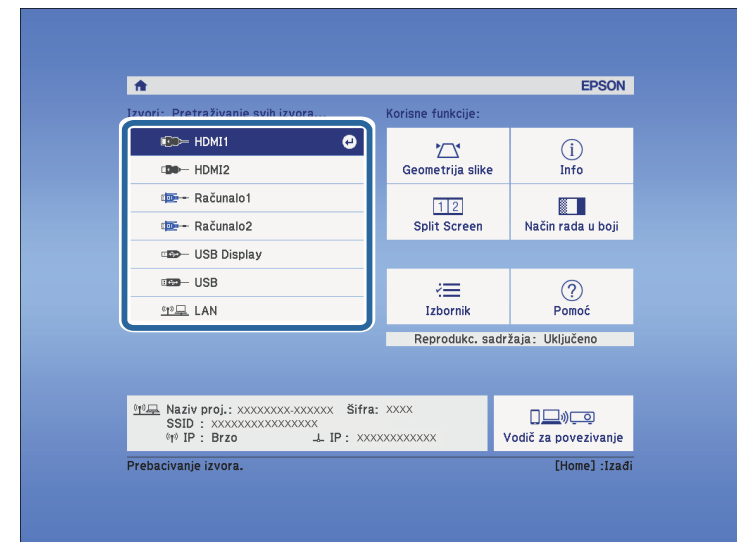 EPSON
Izvori: Pretraživanje svih izvora...
Korisne funkcije:
HDMI1
HDMI2
Računalo1
Računalo2
USB Display
USB
LAN
Geometrija slike
Info
1 2
Split Screen
Način rada u boji
Izbornik
Pomoć
Reprodukc. sadržaja: Uključeno
Naziv proj.: xxxxxxxx-xxxxxx Šifra: xxxx
SSID : xxxxxxxxxxxxxxxx
IP : Brzo IP : xxxxxxxxxxxx
Vodič za povezivanje
Prebacivanje izvora.
[Home] :Izađi